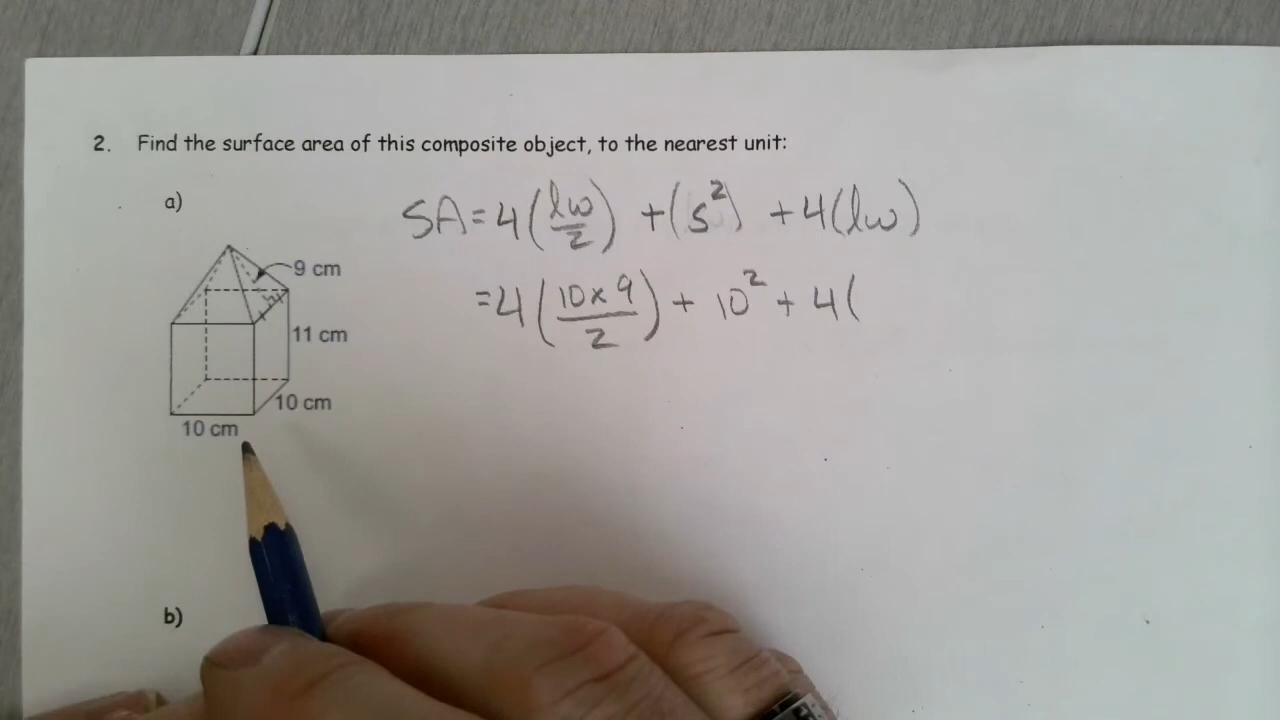 2. Find the surface area of this composite object, to the nearest unit:
a)
SA = 4(lw/2) + (s²) + 4(lw)
9 cm
= 4(10 x 9/2) + 10² + 4(
11 cm
10 cm
10 cm
b)